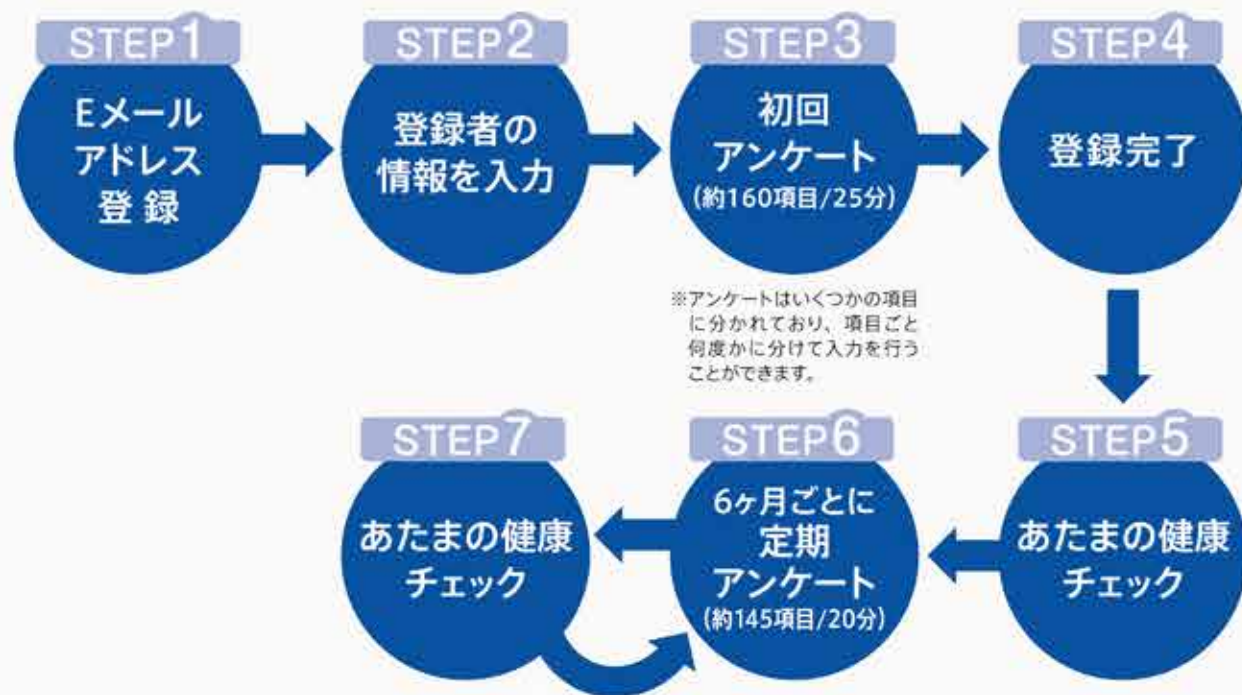 STEP1
Eメール
アドレス
登 録
STEP2
登録者の
情報を入力
STEP3
初回
アンケート
(約160項目/25分)
※アンケートはいくつかの項目
に分かれており、項目ごと
何度かに分けて入力を行う
ことができます。
STEP4
登録完了
STEP5
あたまの健康
チェック
STEP6
6ヶ月ごとに
定期
アンケート
(約145項目/20分)
STEP7
あたまの健康
チェック